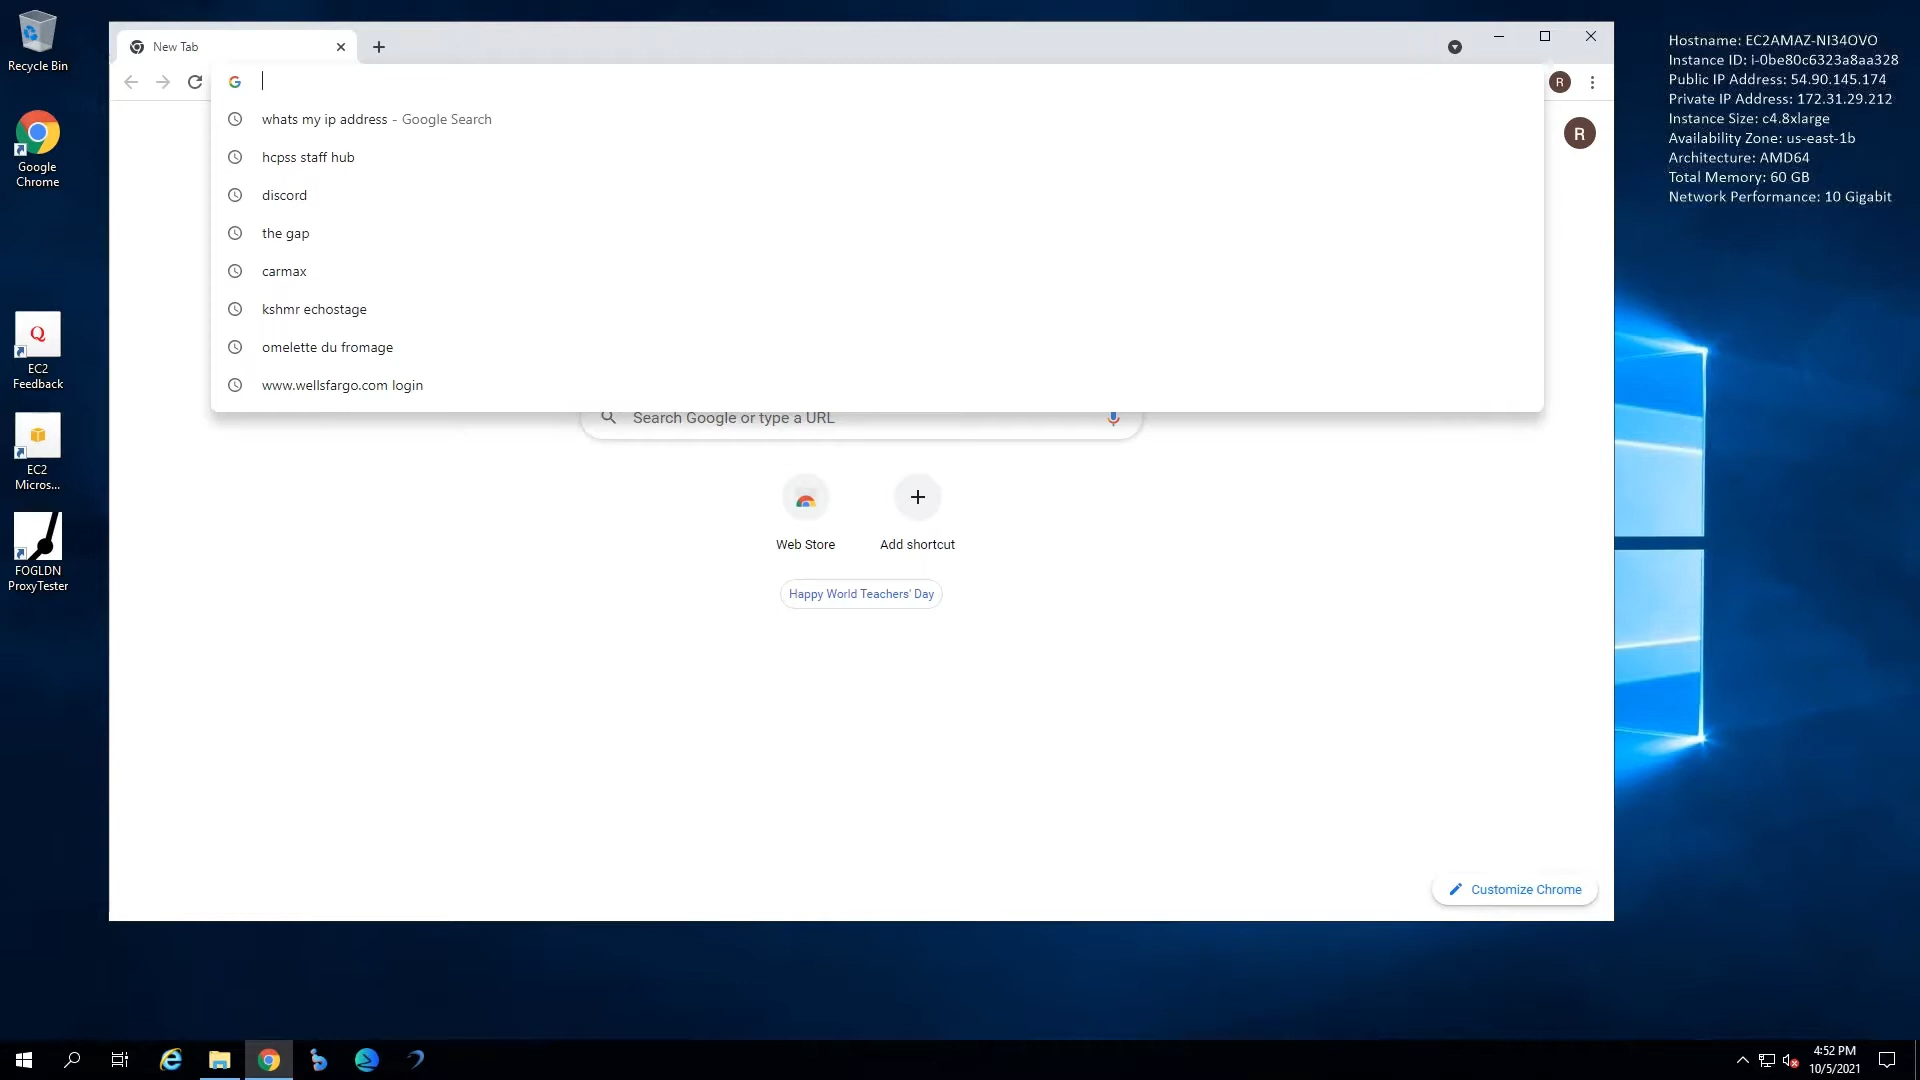 Recycle Bin
Google
Chrome
EC2
Feedback
EC2
Micros...
FOGLDN
ProxyTester
New Tab
whats my ip address - Google Search
hcpss staff hub
discord
the gap
carmax
kshmr echostage
omelette du fromage
www.wellsfargo.com login
R
R
Search Google or type a URL
Web Store
Add shortcut
Happy World Teachers' Day
Customize Chrome
Hostname: EC2AMAZ-NI34OVO
Instance ID: i-0be80c6323a8aa328
Public IP Address: 54.90.145.174
Private IP Address: 172.31.29.212
Instance Size: c4.8xlarge
Availability Zone: us-east-1b
Architecture: AMD64
Total Memory: 60 GB
Network Performance: 10 Gigabit
4:52 PM
10/5/2021